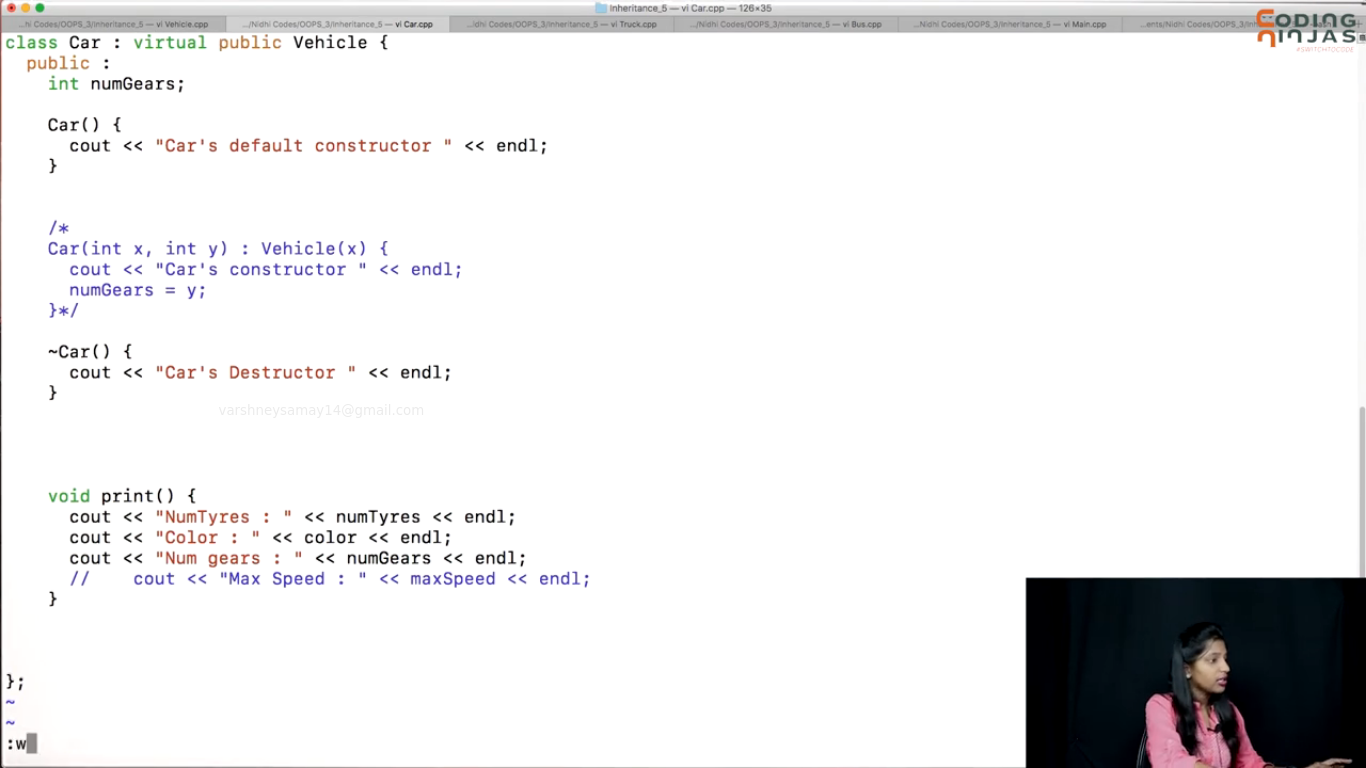 Inheritance_5 — vi Car.cpp — 126×35
...ni Codes/OOPS_3/Inheritance_5 — vi Vehicle.cpp
.../Nidhi Codes/OOPS_3/Inheritance_5 — vi Car.cpp
...idhi Codes/OOPS_3/Inheritance_5 — vi Truck.cpp
.../Nidhi Codes/OOPS_3/Inheritance_5 — vi Bus.cpp
...Nidhi Codes/OOPS_3/Inheritance_5 — vi Main.cpp
...ents/Nidhi Codes/OOPS_3/
CODING
NINJAS
#SWITCHTOCODE
class Car : virtual public Vehicle {
public :
int numGears;
Car() {
cout << "Car's default constructor " << endl;
}
/*
Car(int x, int y) : Vehicle(x) {
cout << "Car's constructor " << endl;
numGears = y;
}*/
~Car() {
cout << "Car's Destructor " << endl;
}
varshneysamay14@gmail.com
void print() {
cout << "NumTyres : " << numTyres << endl;
cout << "Color : " << color << endl;
cout << "Num gears : " << numGears << endl;
// cout << "Max Speed : " << maxSpeed << endl;
}
};
~
~
:w